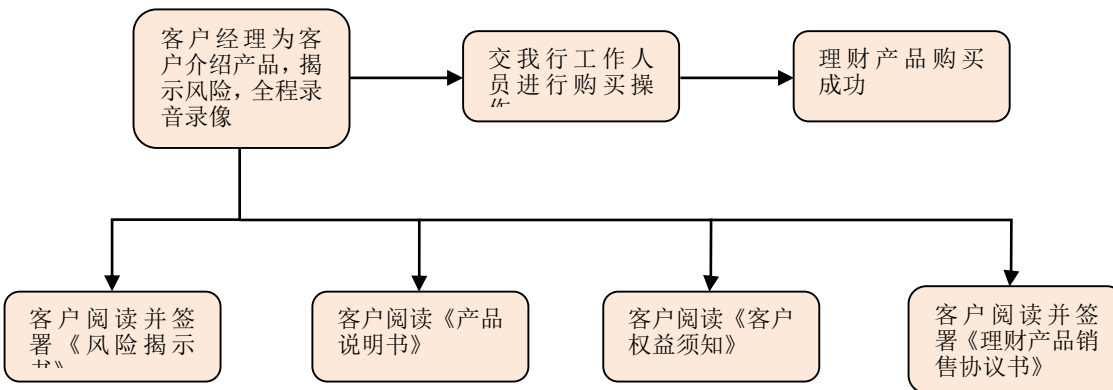 客户经理为客
户介绍产品，揭
示风险，全程录
音录像
交我行工作人
员进行购买操
理财产品购买
成功
客户阅读并签
署《风险揭示
客户阅读《产品
说明书》
客户阅读《客户
权益须知》
客户阅读并签
署《理财产品销
售协议书》